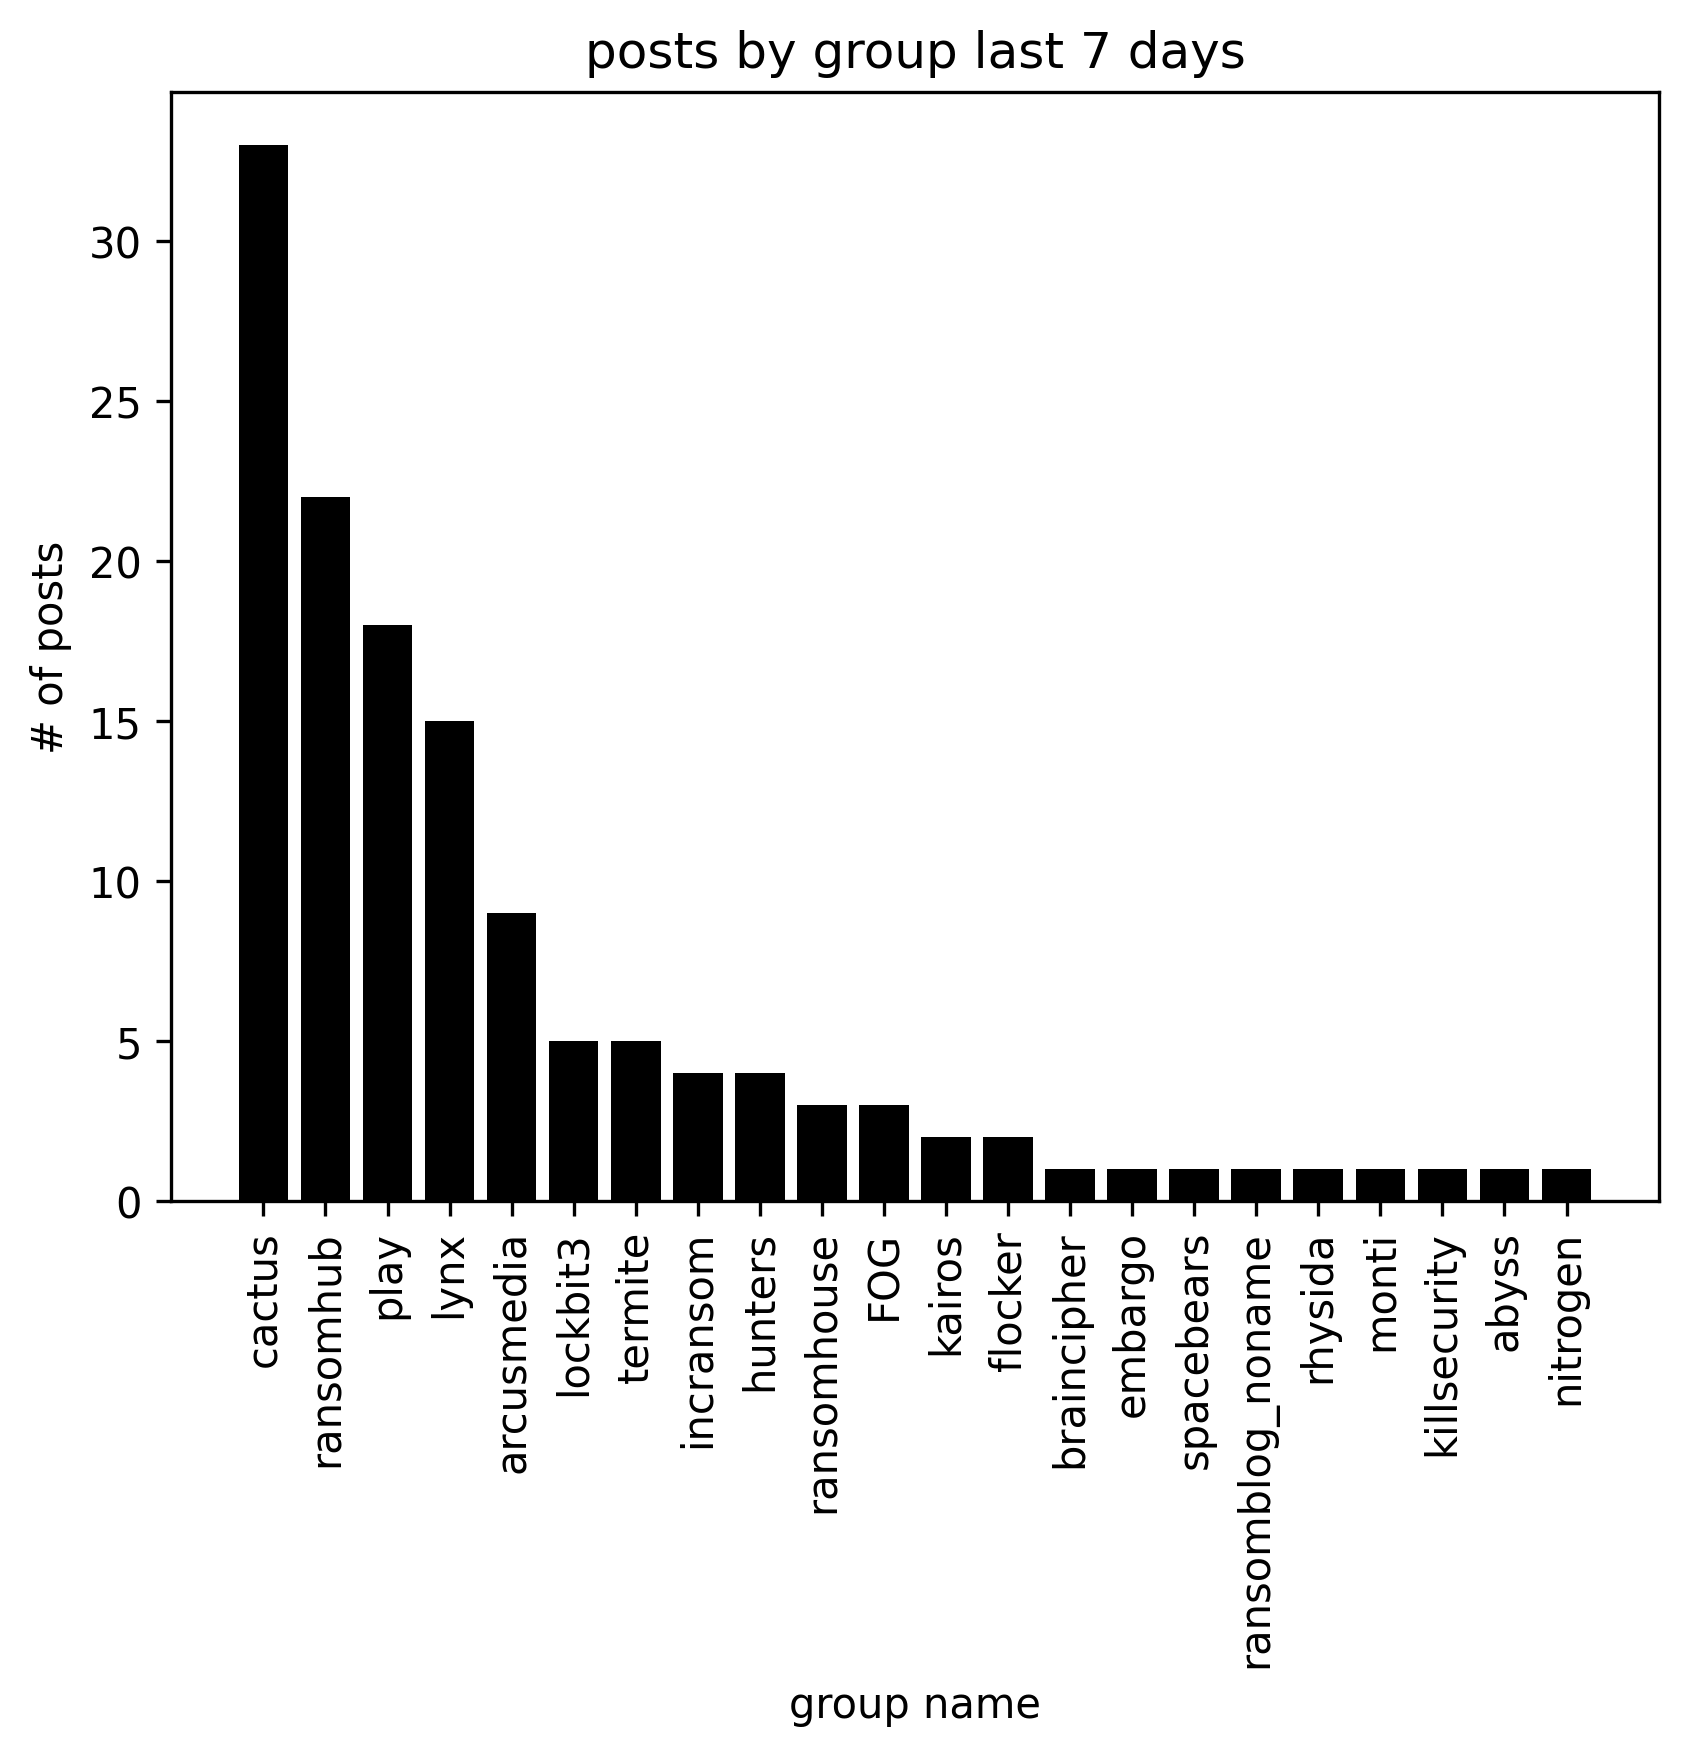 posts by group last 7 days
# of posts
30
25
20
15
10
5
0
cactus
ransomhub
play
lynx
arcusmedia
lockbit3
termite
incransom
hunters
ransomhouse
FOG
kairos
flocker
braincipher
embargo
spacebears
ransomblog_noname
rhysida
monti
killsecurity
abyss
nitrogen
group name